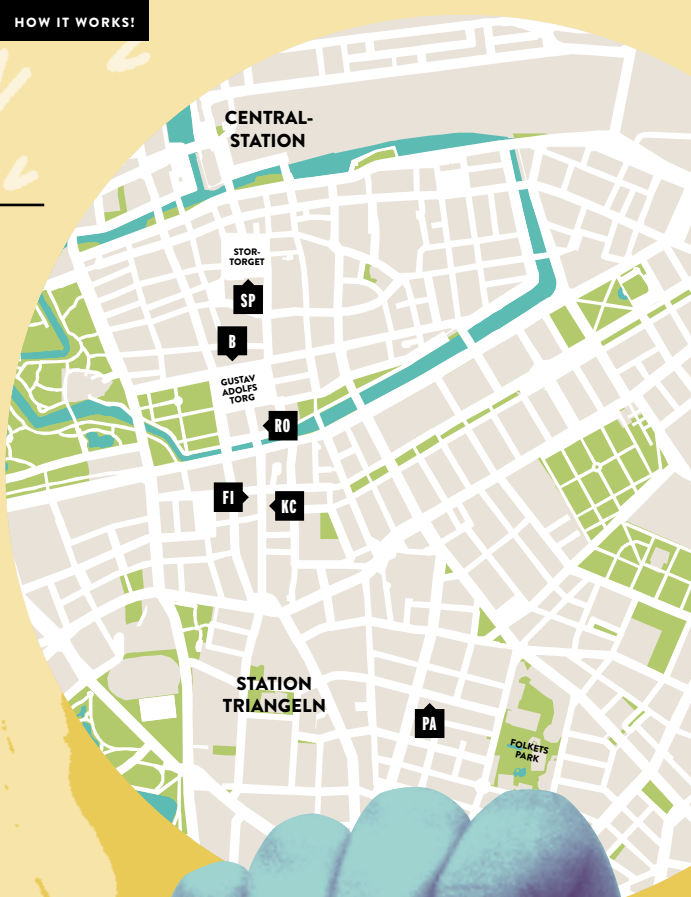 HOW IT WORKS!
CENTRAL-
STATION
STOR-
TORGET
SP
B
GUSTAV
ADOLFS
TORG
RO
FI
KC
STATION
TRIANGELN
PA
FOLKETS
PARK